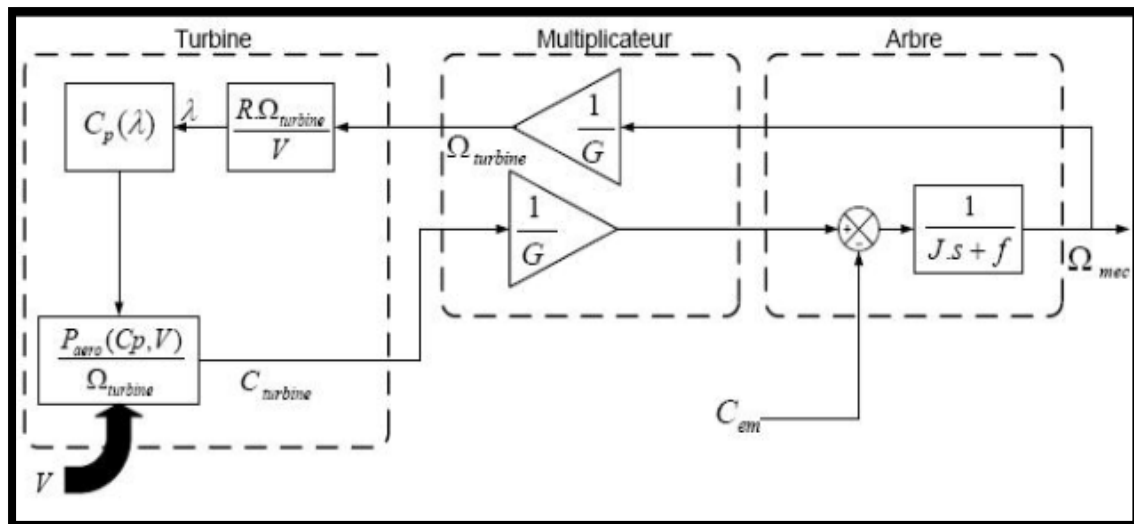 Turbine
Multiplicateur
Arbre
C_p(λ)
λ
R.Ω_turbine / V
Ω_turbine
1 / G
1 / G
+
-
1 / J.s + f
Ω_mec
P_aero(Cp,V) / Ω_turbine
C_turbine
C_em
V